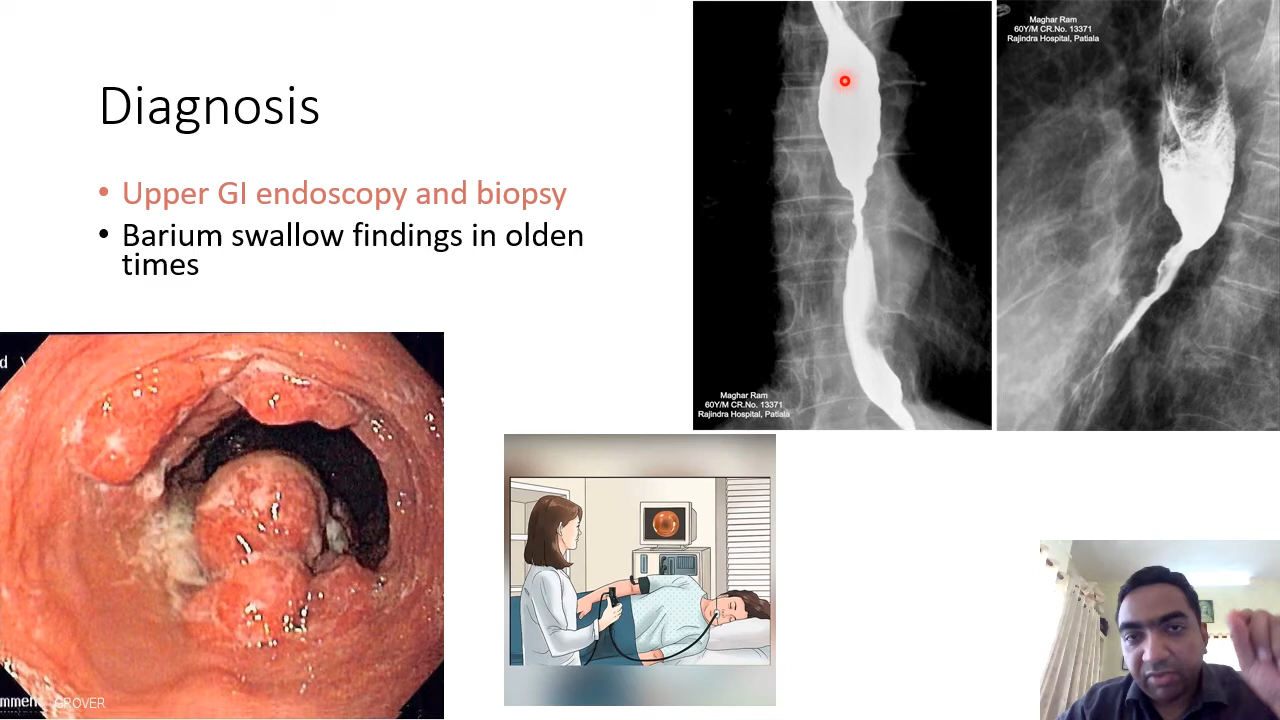 Diagnosis
• Upper GI endoscopy and biopsy
• Barium swallow findings in olden
times
Maghar Ram
60Y/M CR.No. 13371
Rajindra Hospital, Patiala
Maghar Ram
60Y/M CR.No. 13371
Rajindra Hospital, Patiala
d \
mment GROVER